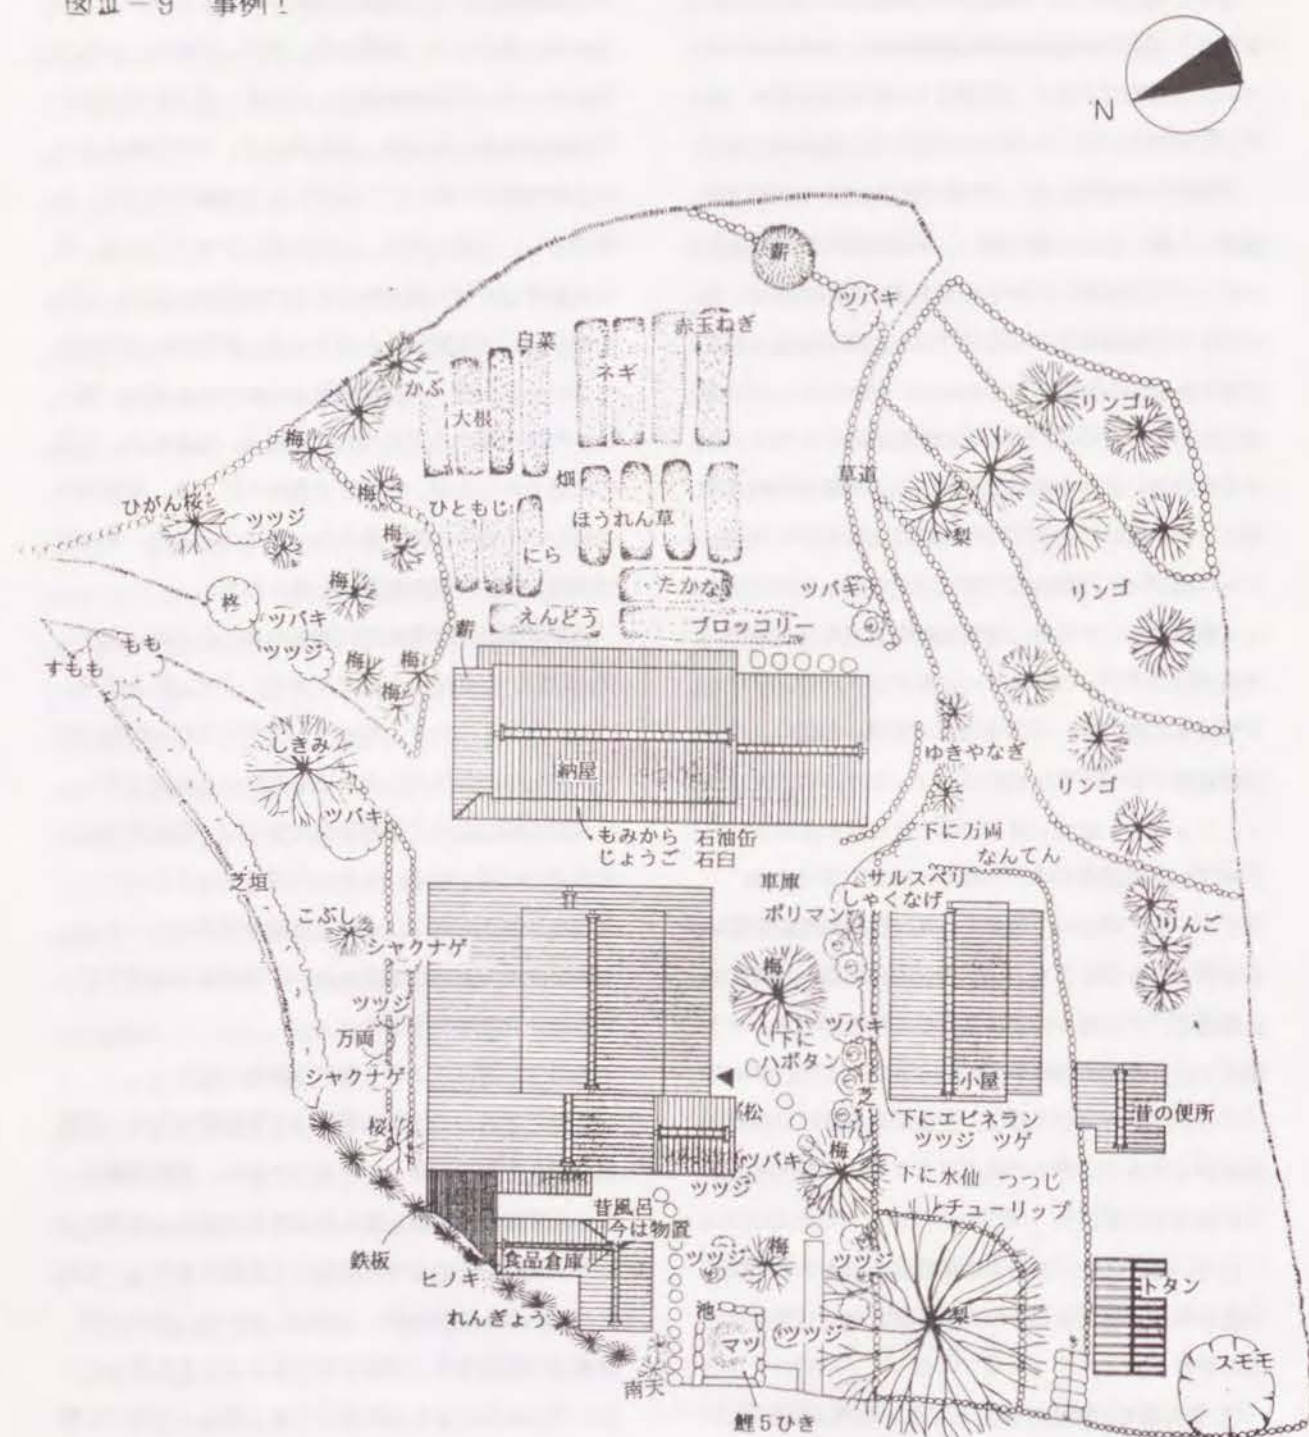 図Ⅲ-9 事例1
N
薪
ツバキ
赤玉ねぎ
白菜
ネギ
かぶ
大根
リンゴ
梅
畑
草道
梅
ひともじ
ひがん桜
ツツジ
ほうれん草
梅
にら
梨
梅
たかな
ツバキ
リンゴ
柊
ツバキ
えんどう
ブロッコリー
薪
ツツジ
もも
すもも
梅
梅
梅
しきみ
納屋
ゆきやなぎ
リンゴ
ツバキ
もみから 石油缶
じょうご 石臼
下に万両
なんてん
芝垣
車庫
サルスベリ
しゃくなげ
こぶし
ポリマン
りんご
シャクナゲ
梅
ツツジ
ツバキ
万両
下に
ハボタン
シャクナゲ
小屋
芝
松
昔の便所
桜
下にエビネラン
ツツジ ツゲ
ツバキ
梅
ツツジ
下に水仙 つつじ
チューリップ
昔風呂
今は物置
鉄板
食品倉庫
ツツジ
梅
ツツジ
ヒノキ
トタン
れんぎょう
池
マツ
ツツジ
梨
スモモ
南天
鯉5ひき